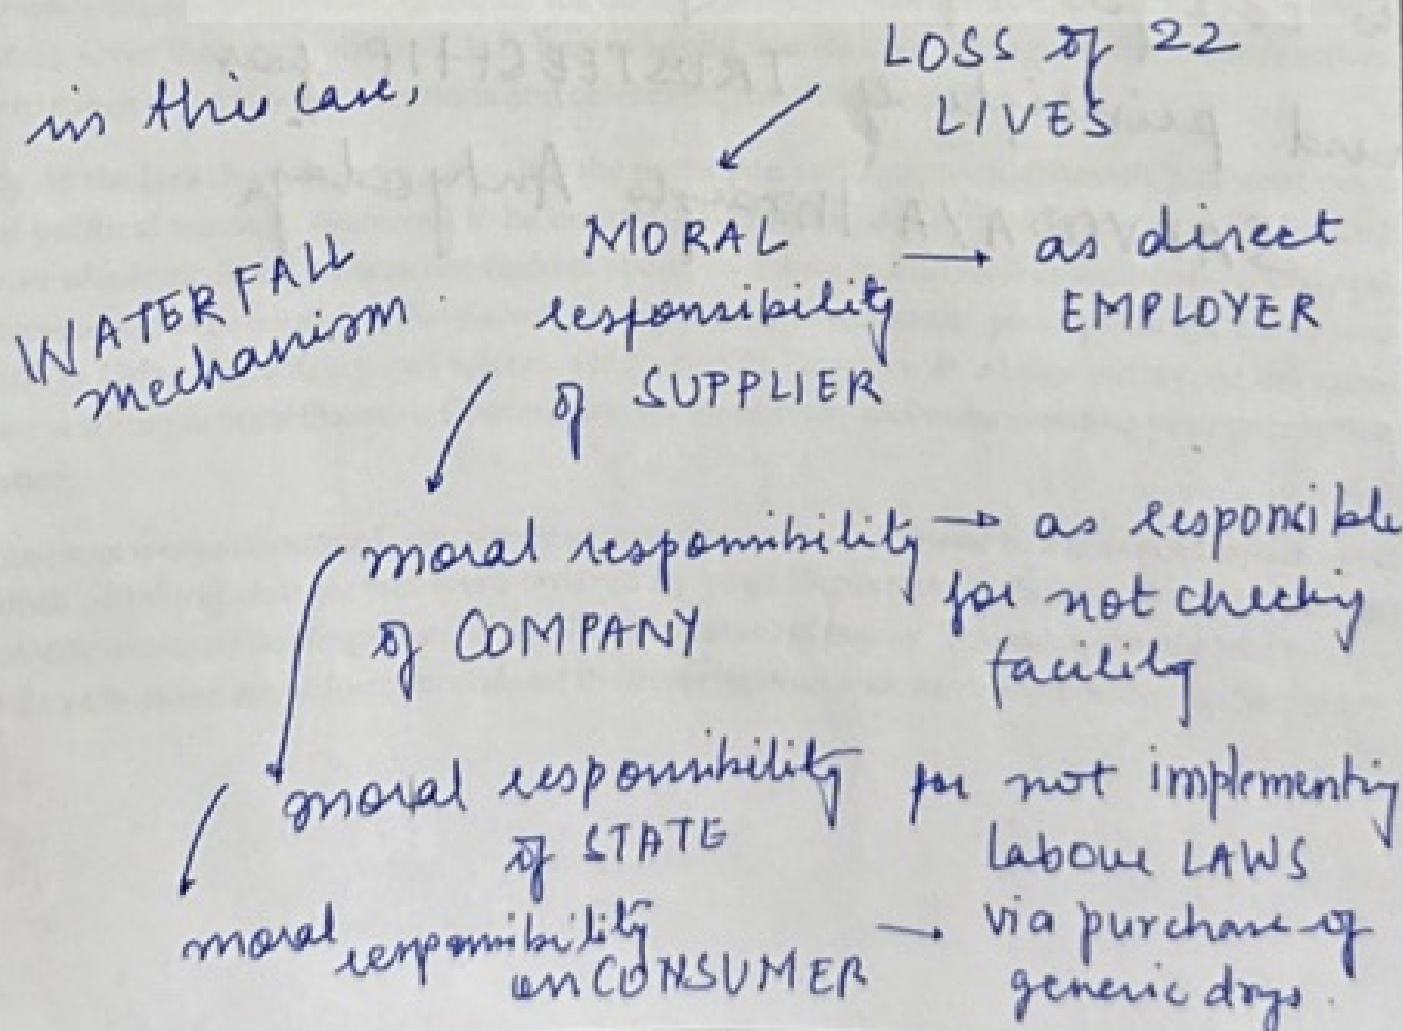 in this case,
LOSS of 22
LIVES
WATERFALL
mechanism
MORAL
responsibility
of SUPPLIER
→ as direct
EMPLOYER
moral responsibility → as responsible
of COMPANY
for not checking
facility
moral responsibility for not implementing
of STATE
labour LAWS
moral responsibility
on CONSUMER
→ via purchase of
generic drugs.